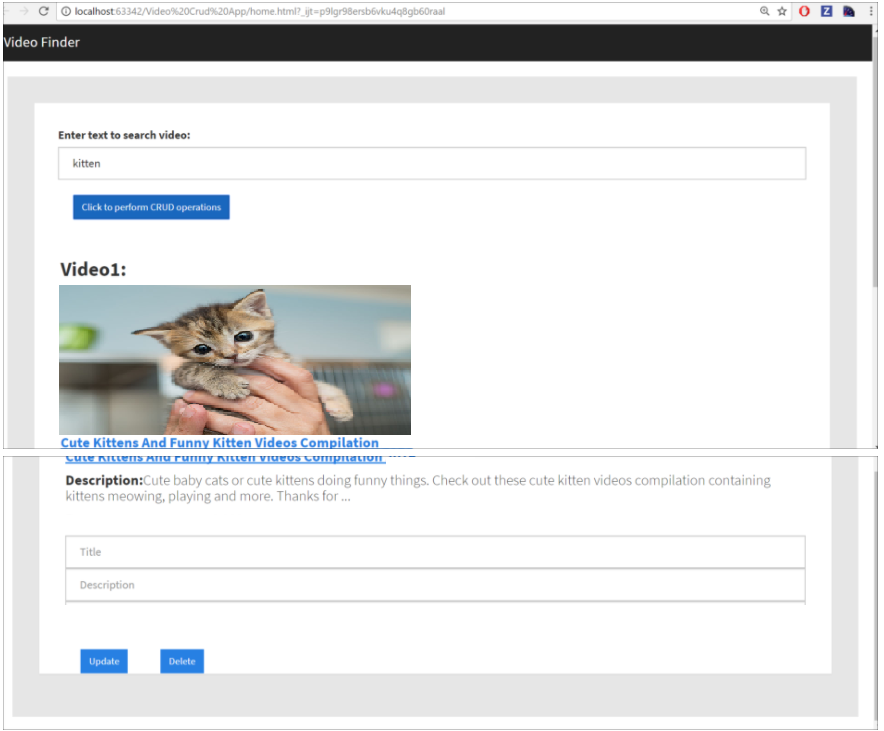 localhost:63342/Video%20Crud%20App/home.html?_ijt=p9lgr98ersb6vku4q8gb60raal
Video Finder
Enter text to search video:
kitten
Click to perform CRUD operations
Video1:
Cute Kittens And Funny Kitten Videos Compilation
Cute Kittens And Funny Kitten Videos Compilation
Description:Cute baby cats or cute kittens doing funny things. Check out these cute kitten videos compilation containing
kittens meowing, playing and more. Thanks for ...
Title
Description
Update Delete